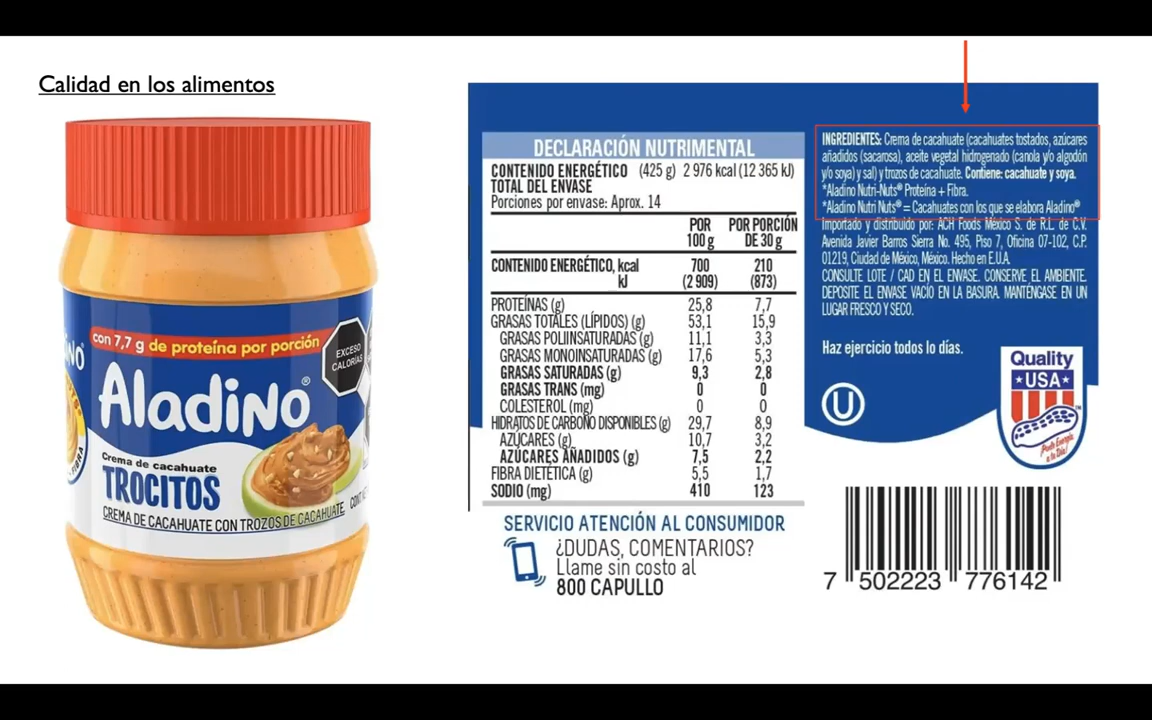 Calidad en los alimentos
con 7,7 g de proteína por porción
EXCESO
CALORÍAS
Aladino®
Crema de cacahuate
TROCITOS
CREMA DE CACAHUATE CON TROZOS DE CACAHUATE
DECLARACIÓN NUTRIMENTAL
CONTENIDO ENERGÉTICO (425 g) 2 976 kcal (12 365 kJ)
TOTAL DEL ENVASE
Porciones por envase: Aprox. 14
POR POR PORCIÓN
100 g DE 30 g
CONTENIDO ENERGÉTICO, kcal 700 210
kJ (2 909) (873)
PROTEÍNAS (g) 25,8 7,7
GRASAS TOTALES (LÍPIDOS) (g) 53,1 15,9
GRASAS POLIINSATURADAS (g) 11,1 3,3
GRASAS MONOINSATURADAS (g) 17,6 5,3
GRASAS SATURADAS (g) 9,3 2,8
GRASAS TRANS (mg) 0 0
COLESTEROL (mg) 0 0
HIDRATOS DE CARBONO DISPONIBLES (g) 29,7 8,9
AZÚCARES (g) 10,7 3,2
AZÚCARES AÑADIDOS (g) 7,5 2,2
FIBRA DIETÉTICA (g) 5,5 1,7
SODIO (mg) 410 123
SERVICIO ATENCIÓN AL CONSUMIDOR
¿DUDAS, COMENTARIOS?
Llame sin costo al
800 CAPULLO
INGREDIENTES: Crema de cacahuate (cacahuates tostados, azúcares
añadidos (sacarosa), aceite vegetal hidrogenado (canola y/o algodón
y/o soya) y sal) y trozos de cacahuate. Contiene: cacahuate y soya.
*Aladino Nutri-Nuts® Proteína + Fibra.
*Aladino Nutri Nuts® = Cacahuates con los que se elabora Aladino®
Importado y distribuido por: ACH Foods México S. de R.L. de C.V.
Avenida Javier Barros Sierra No. 495, Piso 7, Oficina 07-102, C.P.
01219, Ciudad de México, México. Hecho en E.U.A.
CONSULTE LOTE / CAD EN EL ENVASE. CONSERVE EL AMBIENTE.
DEPOSITE EL ENVASE VACÍO EN LA BASURA. MANTÉNGASE EN UN
LUGAR FRESCO Y SECO.
Haz ejercicio todos lo días.
U
Quality
USA
¡Pura Energía
a tu Día!
7 502223 776142